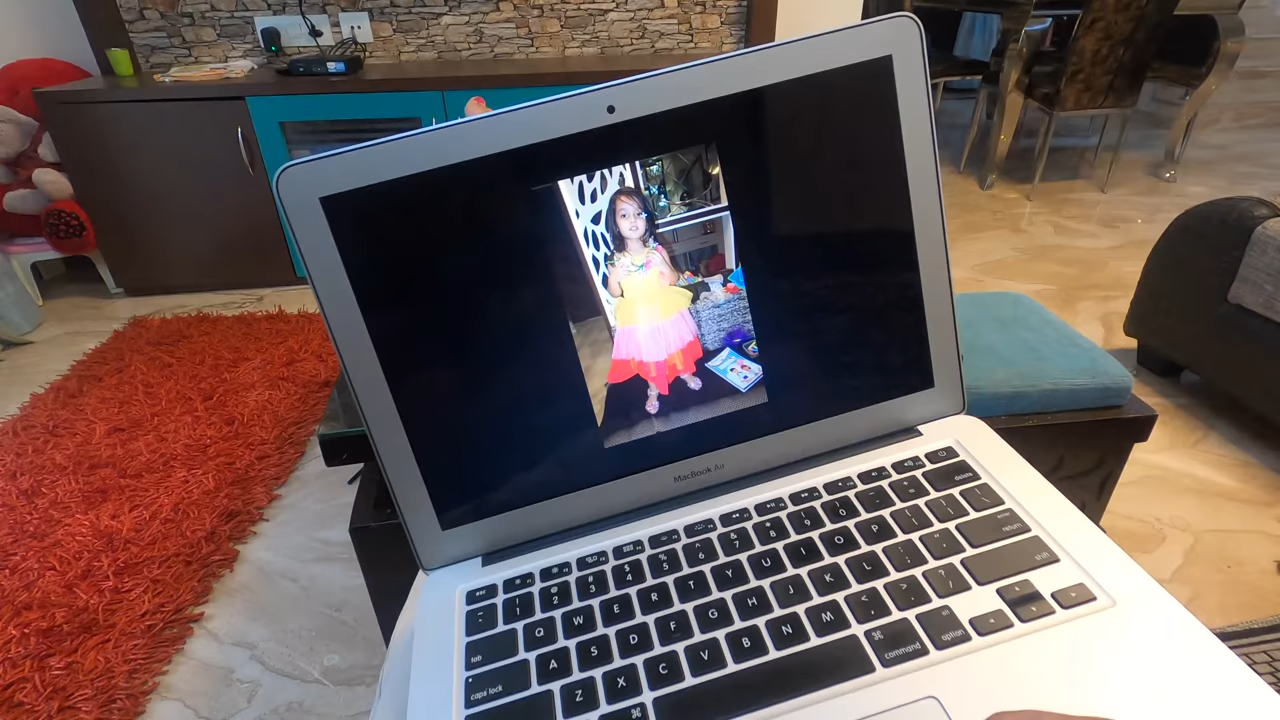 MacBook Air
esc
delete
~
! 1
@ 2
# 3
$ 4
% 5
^ 6
& 7
* 8
( 9
) 0
tab
Q W E R T Y U I O P
return
caps lock
A S D F G H J K L
Z X C V B N M
shift
⌘
⌘
command
alt
option